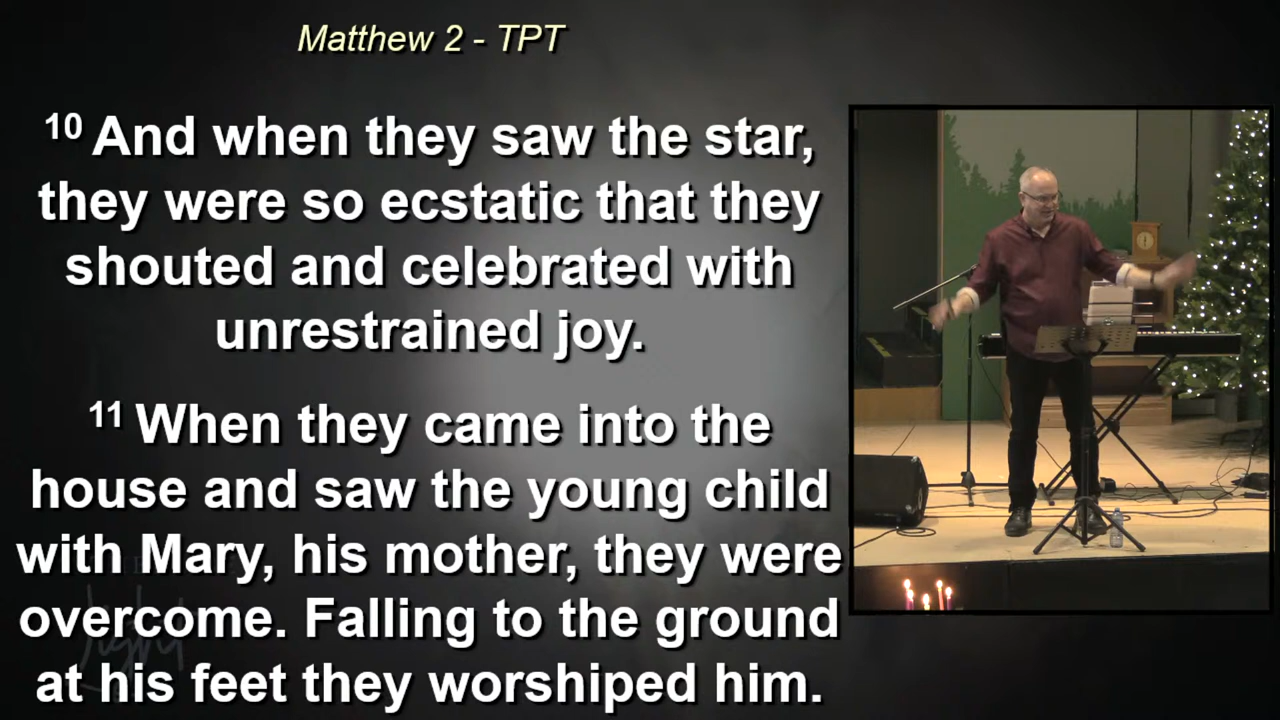 Matthew 2 - TPT
10 And when they saw the star,
they were so ecstatic that they
shouted and celebrated with
unrestrained joy.
11 When they came into the
house and saw the young child
with Mary, his mother, they were
overcome. Falling to the ground
at his feet they worshiped him.